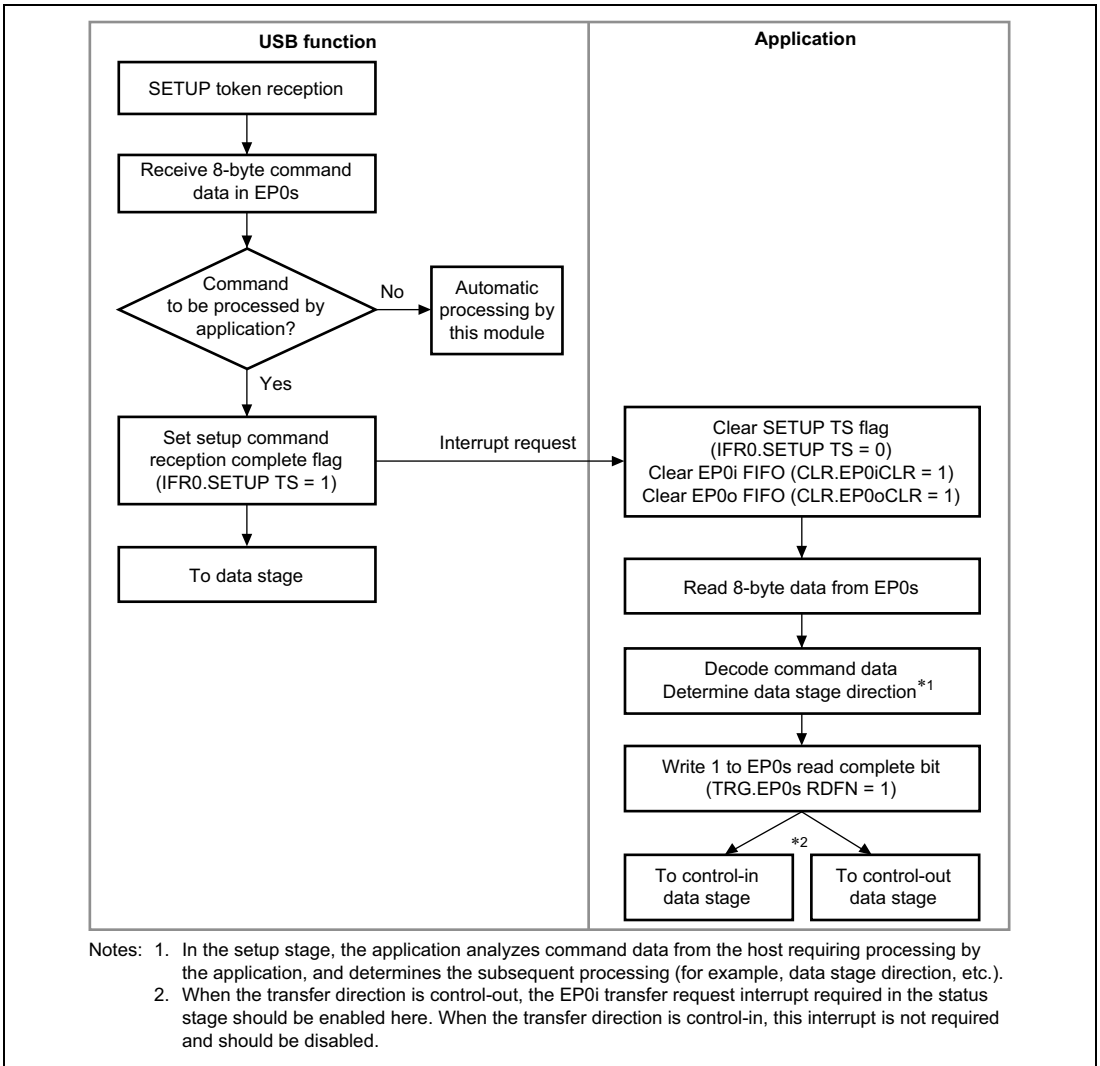 USB function
Application
SETUP token reception
Receive 8-byte command
data in EP0s
Command
to be processed by
application?
No
Automatic
processing by
this module
Yes
Set setup command
reception complete flag
(IFR0.SETUP TS = 1)
Interrupt request
To data stage
Clear SETUP TS flag
(IFR0.SETUP TS = 0)
Clear EP0i FIFO (CLR.EP0iCLR = 1)
Clear EP0o FIFO (CLR.EP0oCLR = 1)
Read 8-byte data from EP0s
Decode command data
Determine data stage direction*1
Write 1 to EP0s read complete bit
(TRG.EP0s RDFN = 1)
*2
To control-in
data stage
To control-out
data stage
Notes: 1. In the setup stage, the application analyzes command data from the host requiring processing by
the application, and determines the subsequent processing (for example, data stage direction, etc.).
2. When the transfer direction is control-out, the EP0i transfer request interrupt required in the status
stage should be enabled here. When the transfer direction is control-in, this interrupt is not required
and should be disabled.